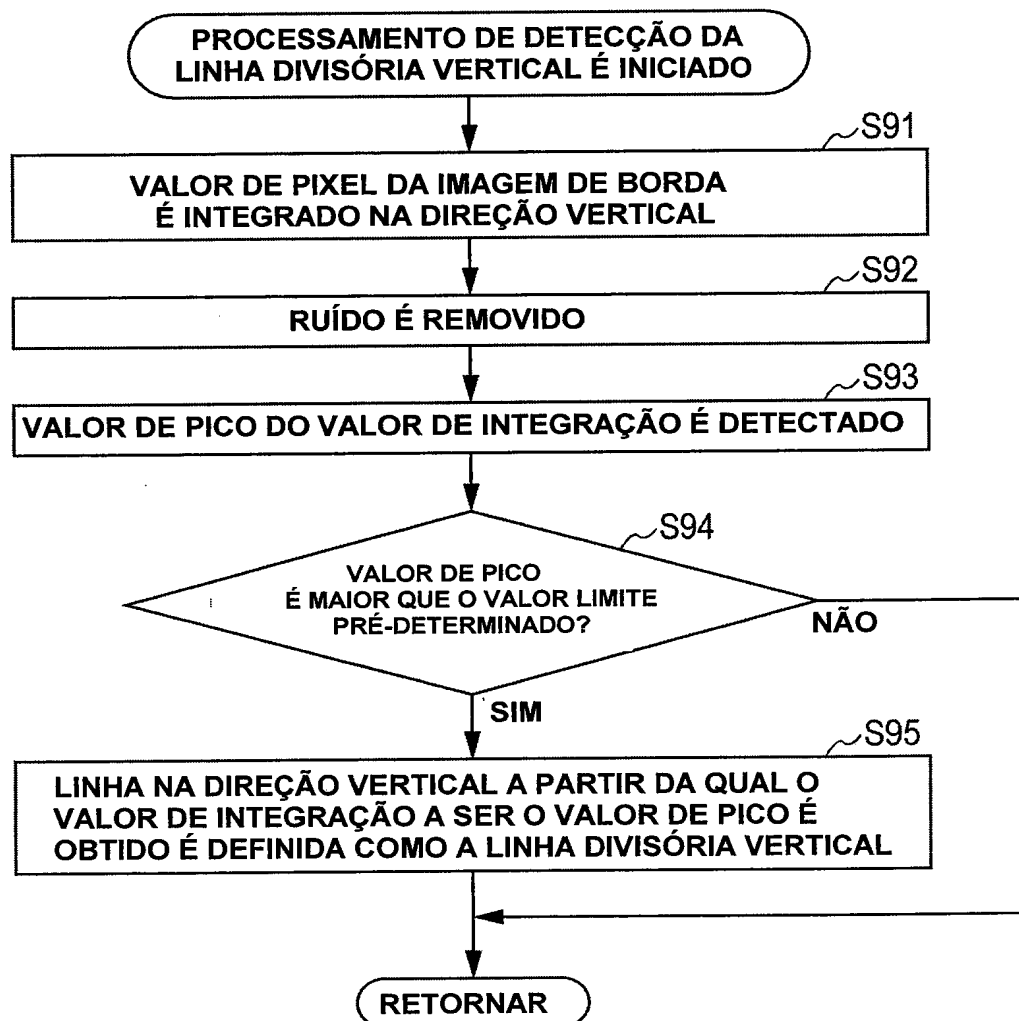 PROCESSAMENTO DE DETECÇÃO DA
LINHA DIVISÓRIA VERTICAL É INICIADO
S91
VALOR DE PIXEL DA IMAGEM DE BORDA
É INTEGRADO NA DIREÇÃO VERTICAL
S92
RUÍDO É REMOVIDO
S93
VALOR DE PICO DO VALOR DE INTEGRAÇÃO É DETECTADO
S94
VALOR DE PICO
É MAIOR QUE O VALOR LIMITE
PRÉ-DETERMINADO?
NÃO
SIM
S95
LINHA NA DIREÇÃO VERTICAL A PARTIR DA QUAL O
VALOR DE INTEGRAÇÃO A SER O VALOR DE PICO É
OBTIDO É DEFINIDA COMO A LINHA DIVISÓRIA VERTICAL
RETORNAR